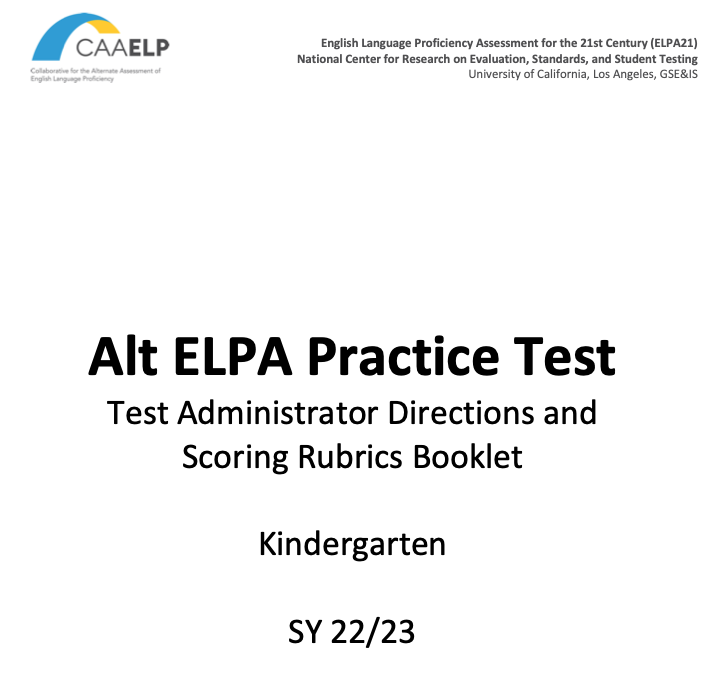 CAAELP
Collaborative for the Alternate Assessment of
English Language Proficiency
English Language Proficiency Assessment for the 21st Century (ELPA21)
National Center for Research on Evaluation, Standards, and Student Testing
University of California, Los Angeles, GSE&IS
Alt ELPA Practice Test
Test Administrator Directions and
Scoring Rubrics Booklet
Kindergarten
SY 22/23